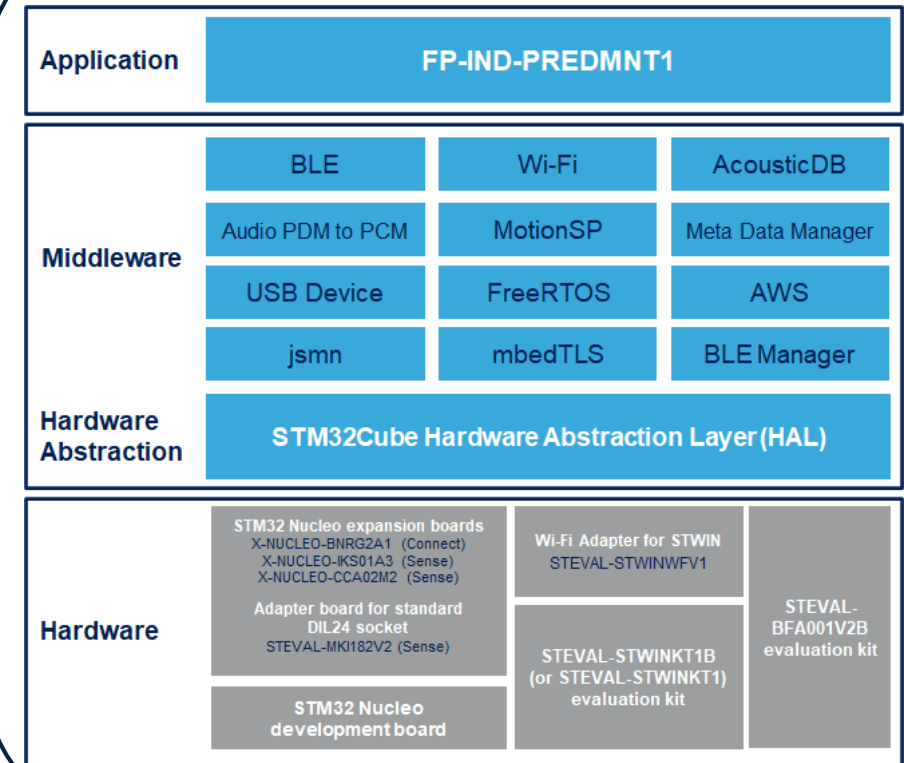 Application
FP-IND-PREDMNT1
Middleware
BLE
Wi-Fi
AcousticDB
Audio PDM to PCM
MotionSP
Meta Data Manager
USB Device
FreeRTOS
AWS
jsmn
mbedTLS
BLE Manager
Hardware
Abstraction
STM32Cube Hardware Abstraction Layer (HAL)
Hardware
STM32 Nucleo expansion boards
X-NUCLEO-BNRG2A1 (Connect)
X-NUCLEO-IKS01A3 (Sense)
X-NUCLEO-CCA02M2 (Sense)
Adapter board for standard
DIL24 socket
STEVAL-MKI182V2 (Sense)
STM32 Nucleo
development board
Wi-Fi Adapter for STWIN
STEVAL-STWINWFV1
STEVAL-STWINKT1B
(or STEVAL-STWINKT1)
evaluation kit
STEVAL-
BFA001V2B
evaluation kit